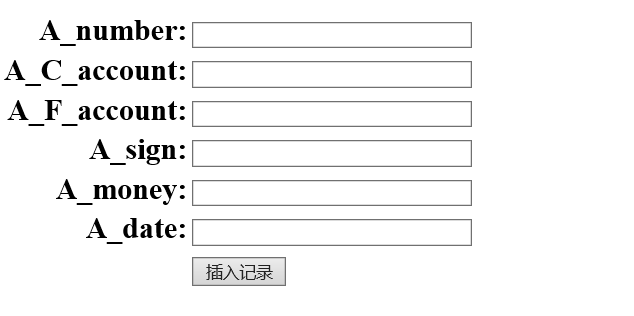 A_number:
A_C_account:
A_F_account:
A_sign:
A_money:
A_date:
插入记录